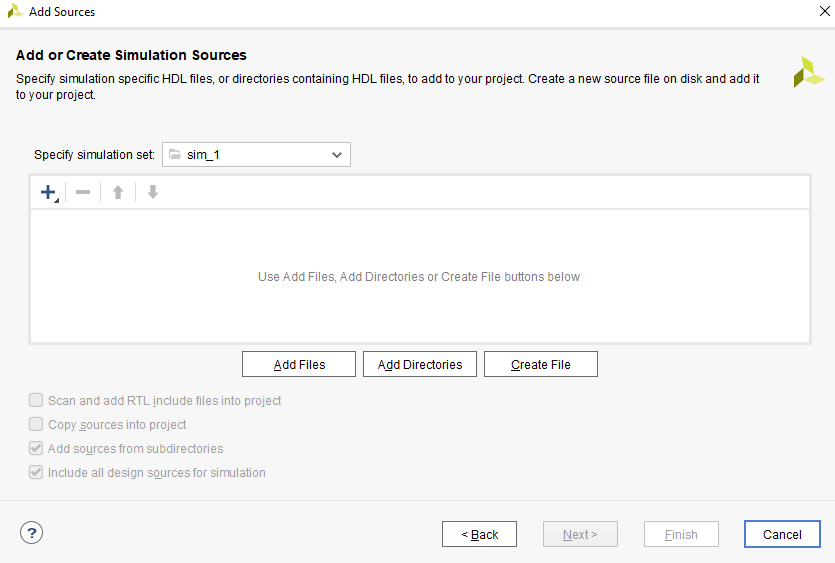 Add Sources
Add or Create Simulation Sources
Specify simulation specific HDL files, or directories containing HDL files, to add to your project. Create a new source file on disk and add it
to your project.
Specify simulation set: sim_1
Use Add Files, Add Directories or Create File buttons below
Add Files Add Directories Create File
Scan and add RTL include files into project
Copy sources into project
Add sources from subdirectories
Include all design sources for simulation
? < Back Next > Finish Cancel